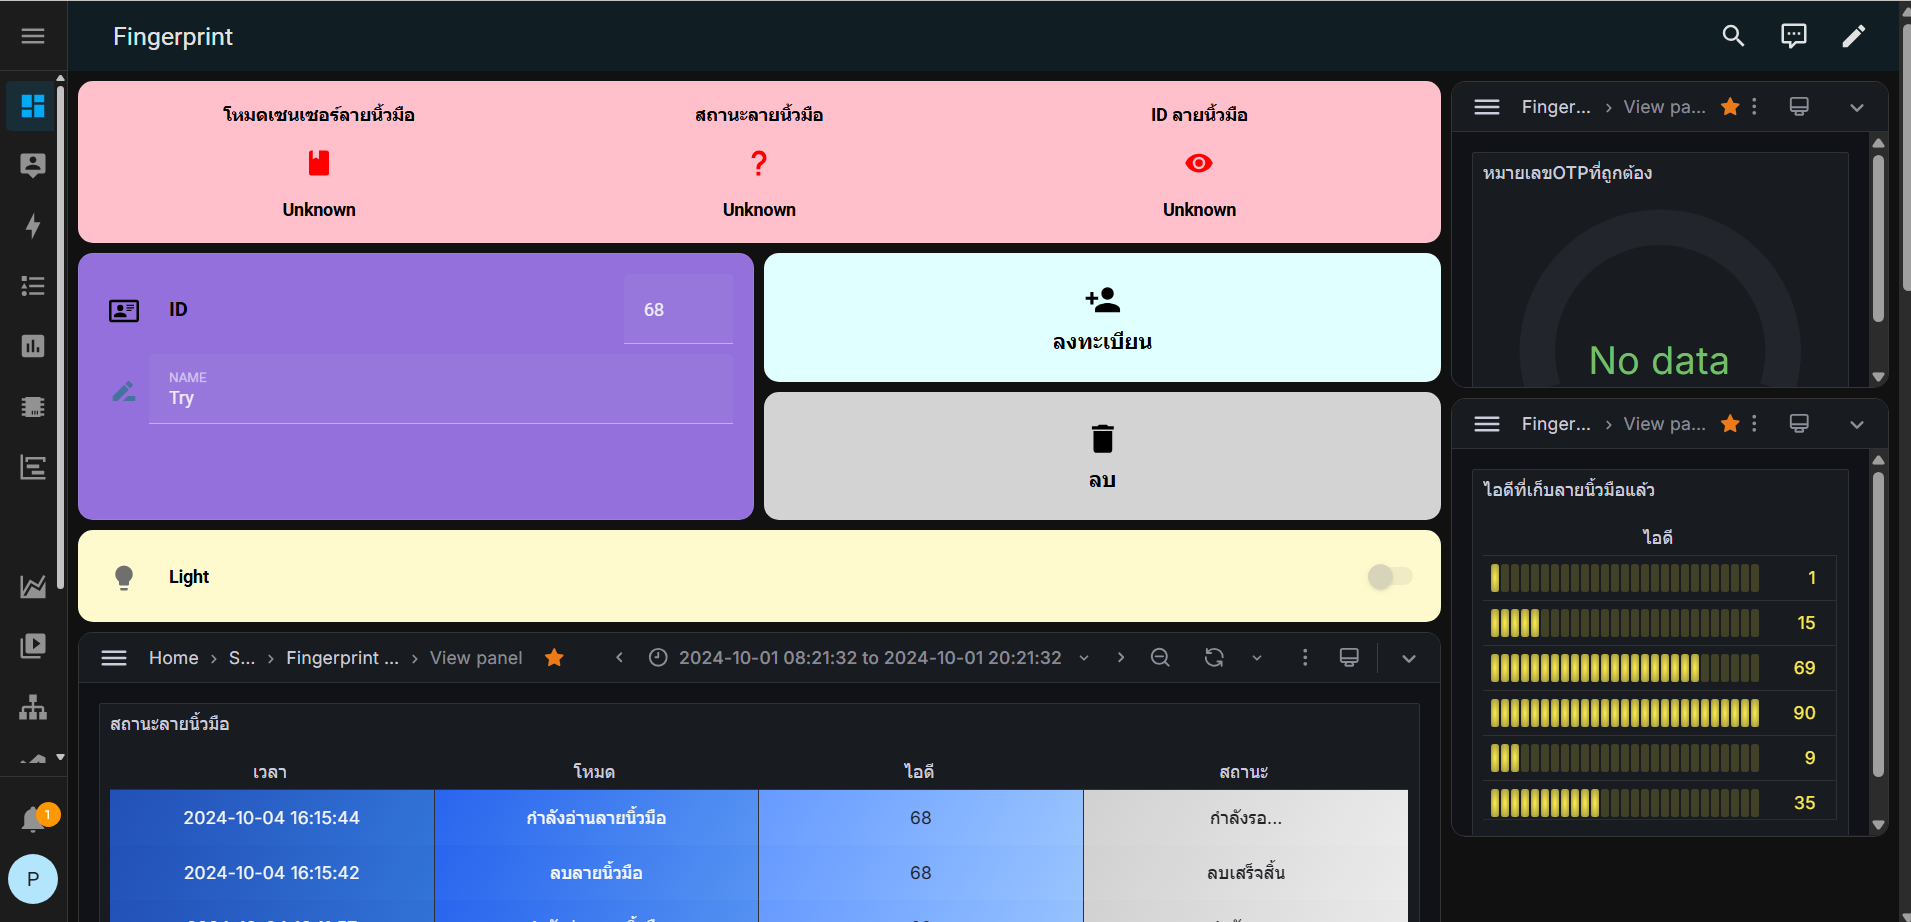 Fingerprint
โหมดเซนเซอร์ลายนิ้วมือ
สถานะลายนิ้วมือ
ID ลายนิ้วมือ
Unknown
Unknown
Unknown
ID
68
NAME
Try
ลงทะเบียน
ลบ
Light
Home › S... › Fingerprint ... › View panel
2024-10-01 08:21:32 to 2024-10-01 20:21:32
สถานะลายนิ้วมือ
เวลา โหมด ไอดี สถานะ
2024-10-04 16:15:44 กำลังอ่านลายนิ้วมือ 68 กำลังรอ...
2024-10-04 16:15:42 ลบลายนิ้วมือ 68 ลบเสร็จสิ้น
Finger... › View pa...
หมายเลขOTPที่ถูกต้อง
No data
Finger... › View pa...
ไอดีที่เก็บลายนิ้วมือแล้ว
ไอดี
1
15
69
90
9
35
1
P